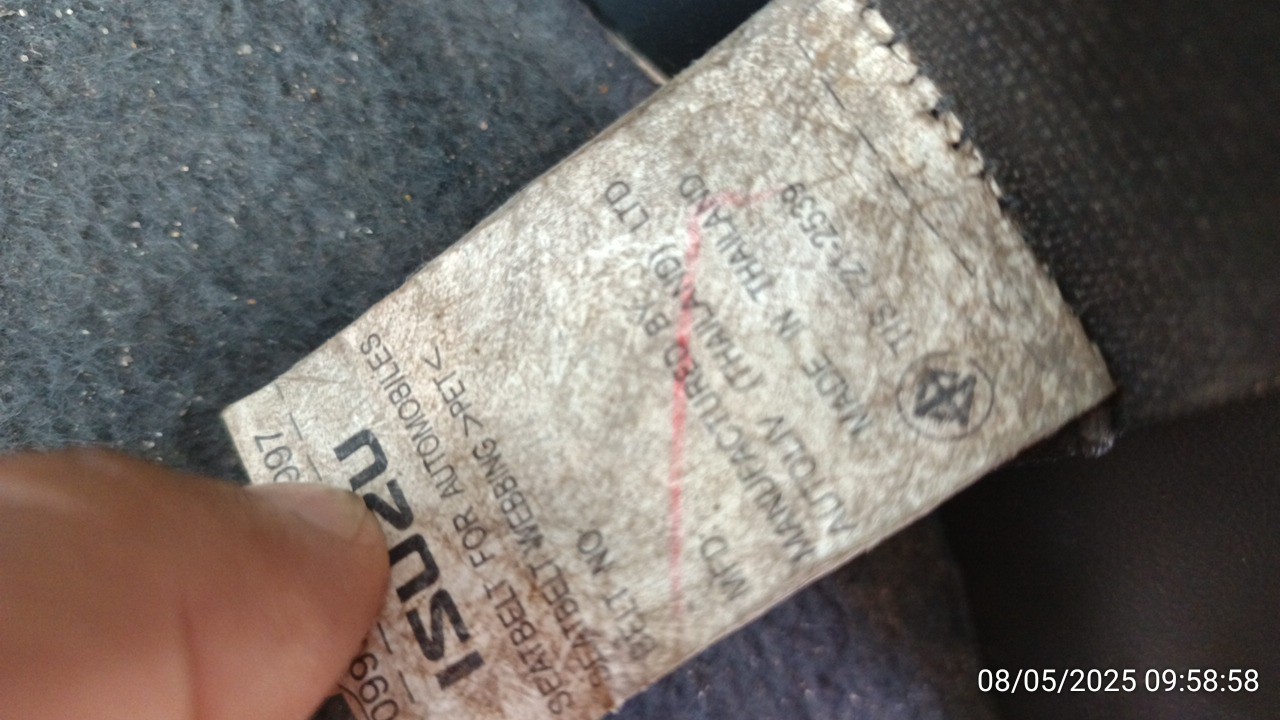 ISUZU
SEATBELT FOR AUTOMOBILES
SEATBELT WEBBING >PET<
BELT NO
MFD.
MANUFACTURED BY
AUTOLIV (THAILAND) LTD
MADE IN THAILAND
TIS 721-2539
08/05/2025 09:58:58